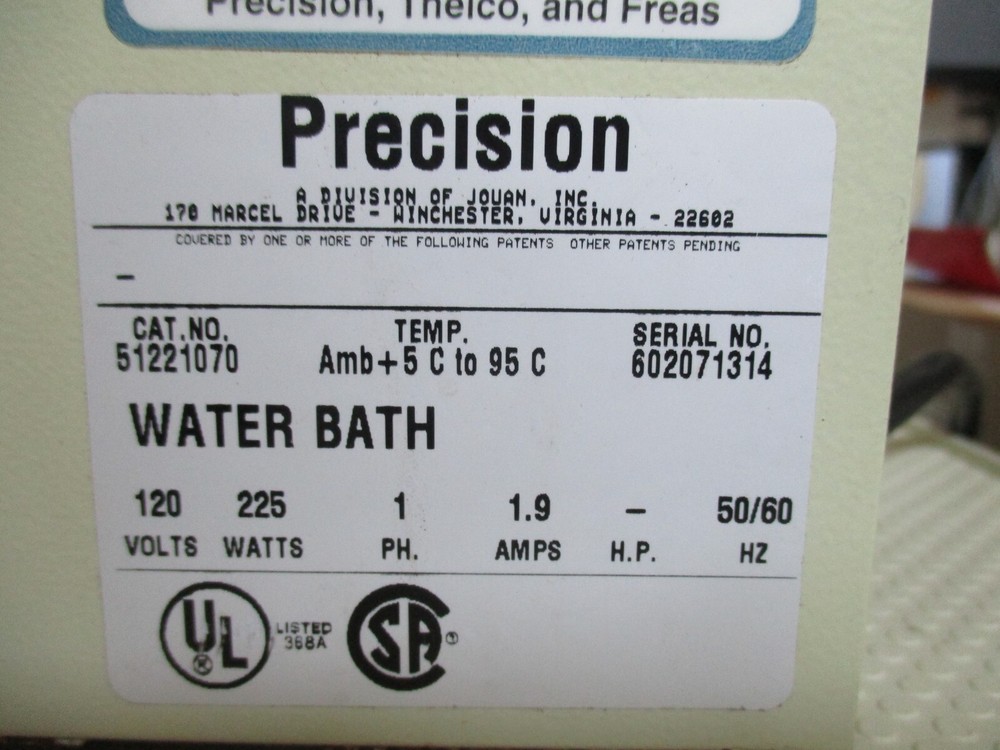 Precision, Thelco, and Freas
Precision
A DIVISION OF JOUAN, INC.
170 MARCEL DRIVE - WINCHESTER, VIRGINIA - 22602
COVERED BY ONE OR MORE OF THE FOLLOWING PATENTS OTHER PATENTS PENDING
-
CAT.NO. TEMP. SERIAL NO.
51221070 Amb+5 C to 95 C 602071314
WATER BATH
120 225 1 1.9 - 50/60
VOLTS WATTS PH. AMPS H.P. HZ
UL ® LISTED 368A SA ®